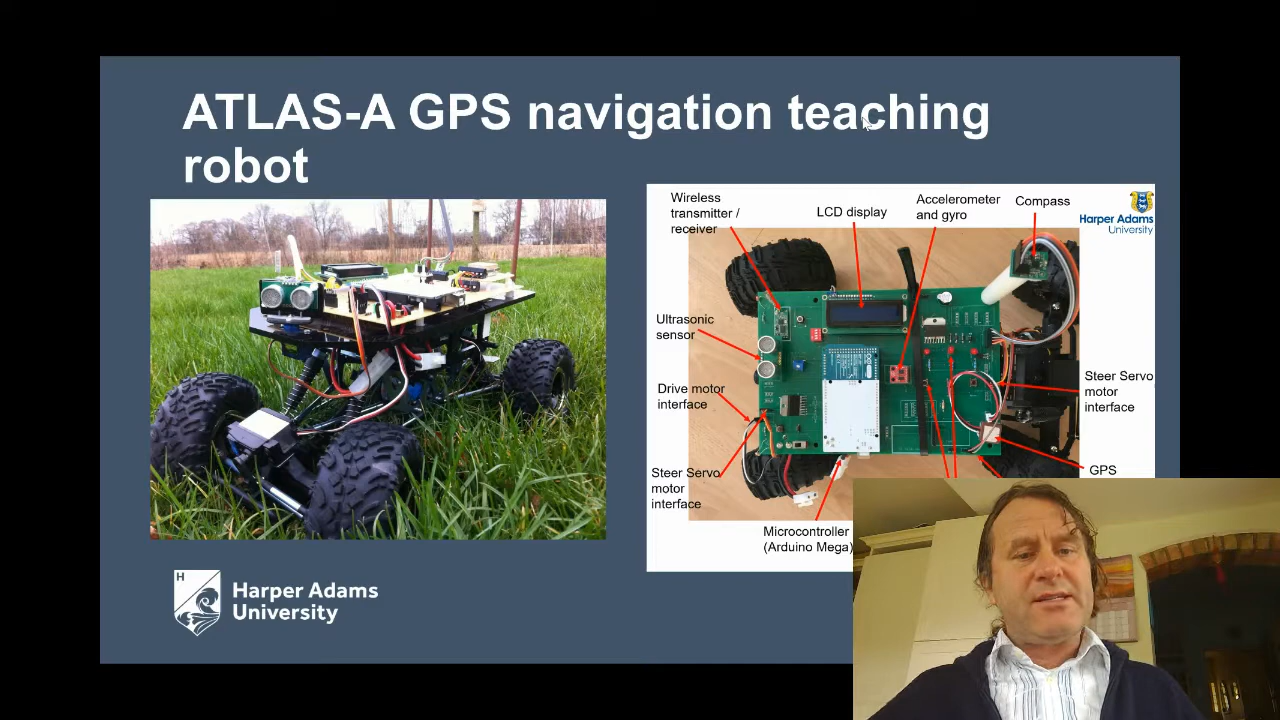 ATLAS-A GPS navigation teaching
robot
Wireless
transmitter /
receiver
LCD display
Accelerometer
and gyro
Compass
Harper Adams
University
Ultrasonic
sensor
Drive motor
interface
Steer Servo
motor
interface
Steer Servo
motor
interface
GPS
Microcontroller
(Arduino Mega)
H
Harper Adams
University